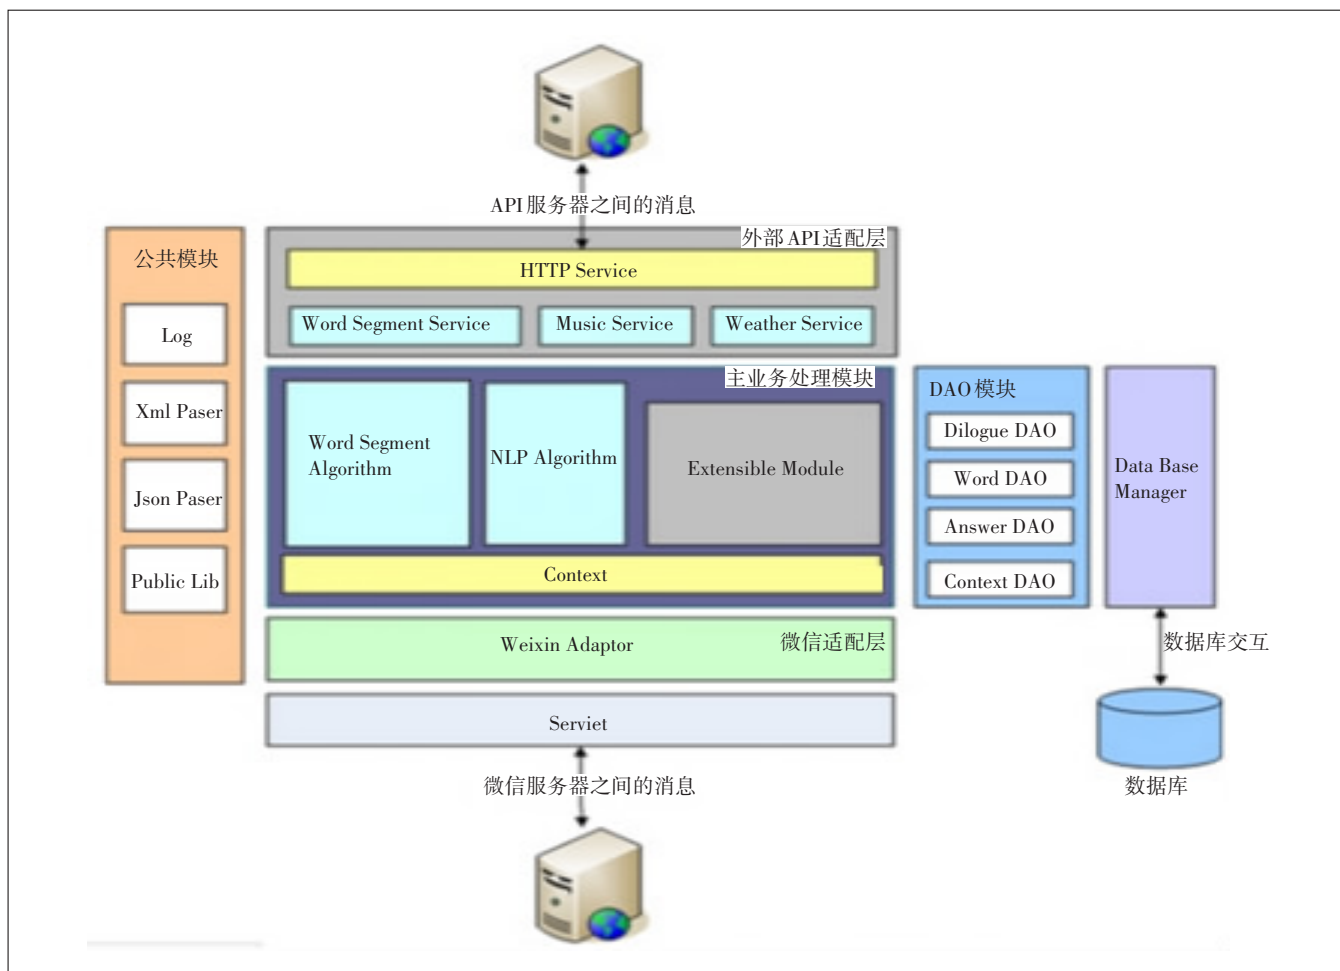 API服务器之间的消息
公共模块
Log
Xml Paser
Json Paser
Public Lib
外部API适配层
HTTP Service
Word Segment Service
Music Service
Weather Service
主业务处理模块
Word Segment
Algorithm
NLP Algorithm
Extensible Module
Context
DAO模块
Dilogue DAO
Word DAO
Answer DAO
Context DAO
Data Base
Manager
Weixin Adaptor
微信适配层
Serviet
数据库交互
数据库
微信服务器之间的消息